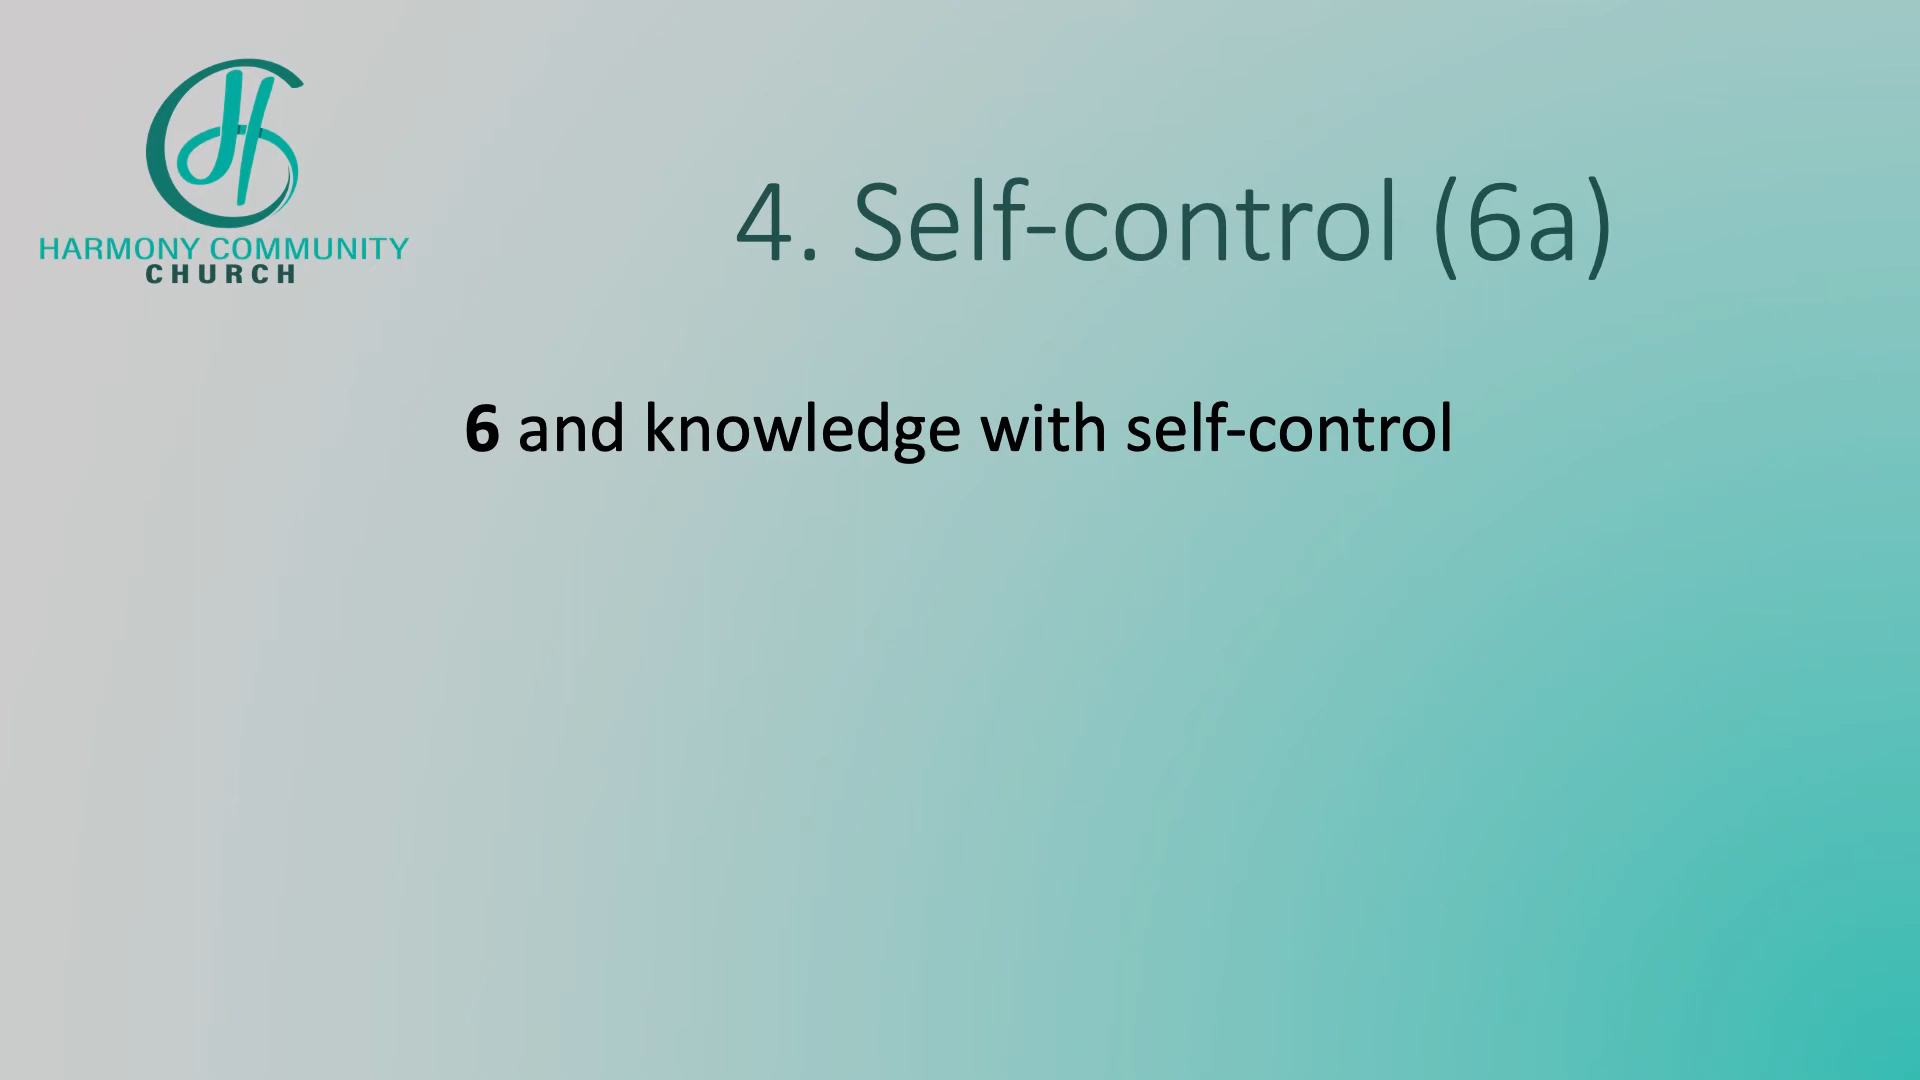 HARMONY COMMUNITY
CHURCH
4. Self-control (6a)
6 and knowledge with self-control